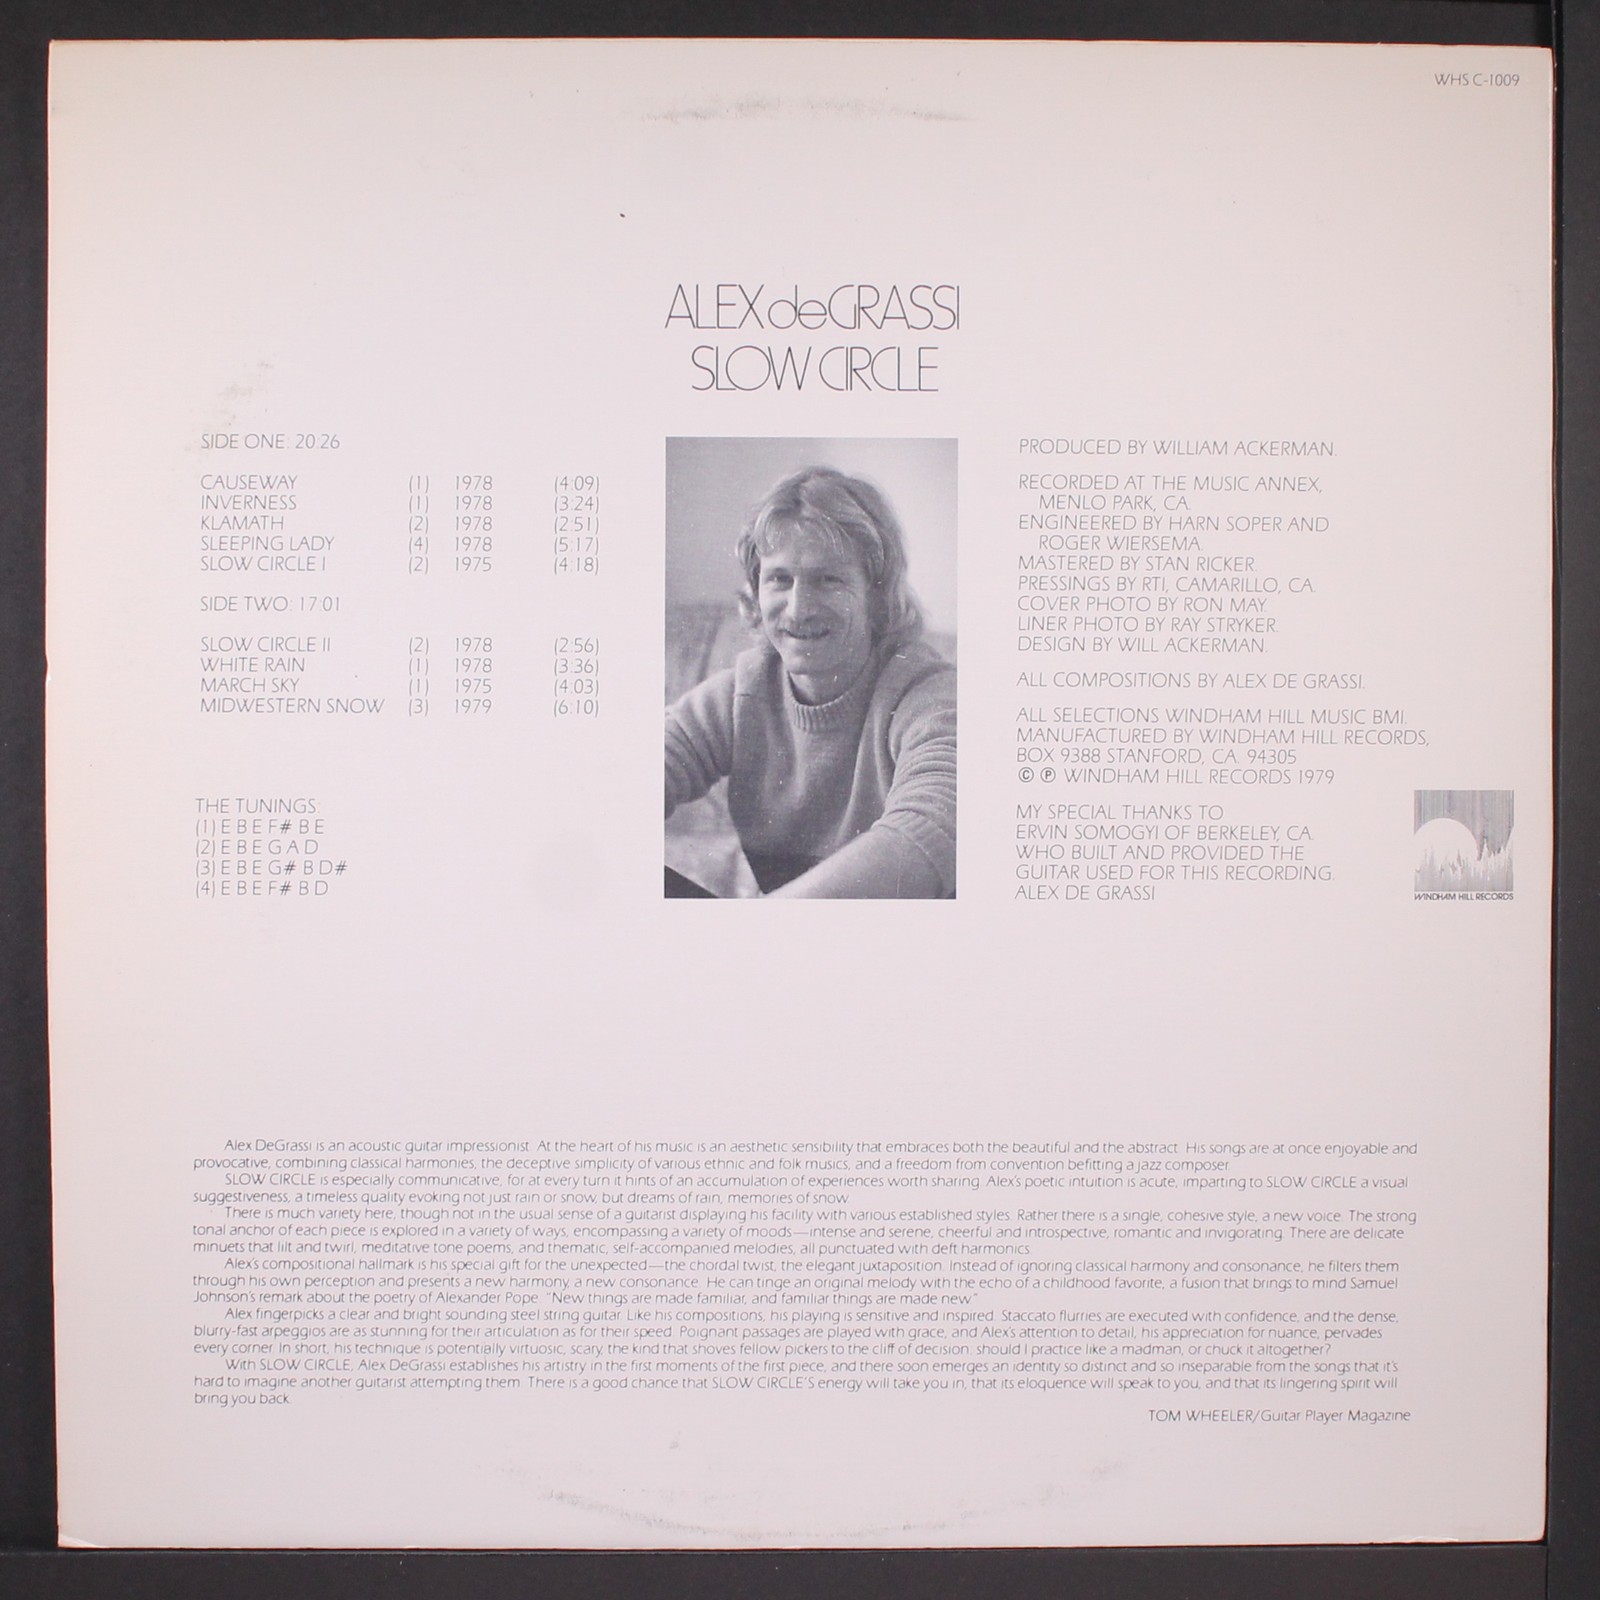 WHS C-1009
ALEX deGRASSI
SLOW CIRCLE
SIDE ONE: 20:26
CAUSEWAY (1) 1978 (4:09)
INVERNESS (1) 1978 (3:24)
KLAMATH (2) 1978 (2:51)
SLEEPING LADY (4) 1978 (5:17)
SLOW CIRCLE I (2) 1975 (4:18)
SIDE TWO: 17:01
SLOW CIRCLE II (2) 1978 (2:56)
WHITE RAIN (1) 1978 (3:36)
MARCH SKY (1) 1975 (4:03)
MIDWESTERN SNOW (3) 1979 (6:10)
THE TUNINGS:
(1) E B E F# B E
(2) E B E G A D
(3) E B E G# B D#
(4) E B E F# B D
PRODUCED BY WILLIAM ACKERMAN.
RECORDED AT THE MUSIC ANNEX,
MENLO PARK, CA.
ENGINEERED BY HARN SOPER AND
ROGER WIERSEMA.
MASTERED BY STAN RICKER.
PRESSINGS BY RTI, CAMARILLO, CA.
COVER PHOTO BY RON MAY.
LINER PHOTO BY RAY STRYKER.
DESIGN BY WILL ACKERMAN.
ALL COMPOSITIONS BY ALEX DE GRASSI.
ALL SELECTIONS WINDHAM HILL MUSIC BMI.
MANUFACTURED BY WINDHAM HILL RECORDS,
BOX 9388 STANFORD, CA. 94305
© ℗ WINDHAM HILL RECORDS 1979
MY SPECIAL THANKS TO
ERVIN SOMOGYI OF BERKELEY, CA.
WHO BUILT AND PROVIDED THE
GUITAR USED FOR THIS RECORDING.
ALEX DE GRASSI
WINDHAM HILL RECORDS
Alex DeGrassi is an acoustic guitar impressionist. At the heart of his music is an aesthetic sensibility that embraces both the beautiful and the abstract. His songs are at once enjoyable and
provocative, combining classical harmonies, the deceptive simplicity of various ethnic and folk musics, and a freedom from convention befitting a jazz composer.
SLOW CIRCLE is especially communicative, for at every turn it hints of an accumulation of experiences worth sharing. Alex's poetic intuition is acute, imparting to SLOW CIRCLE a visual
suggestiveness, a timeless quality evoking not just rain or snow, but dreams of rain, memories of snow.
There is much variety here, though not in the usual sense of a guitarist displaying his facility with various established styles. Rather there is a single, cohesive style, a new voice. The strong
tonal anchor of each piece is explored in a variety of ways, encompassing a variety of moods—intense and serene, cheerful and introspective, romantic and invigorating. There are delicate
minuets that lilt and twirl, meditative tone poems, and thematic, self-accompanied melodies, all punctuated with deft harmonics.
Alex's compositional hallmark is his special gift for the unexpected—the chordal twist, the elegant juxtaposition. Instead of ignoring classical harmony and consonance, he filters them
through his own perception and presents a new harmony, a new consonance. He can tinge an original melody with the echo of a childhood favorite, a fusion that brings to mind Samuel
Johnson's remark about the poetry of Alexander Pope: "New things are made familiar, and familiar things are made new."
Alex fingerpicks a clear and bright sounding steel string guitar. Like his compositions, his playing is sensitive and inspired. Staccato flurries are executed with confidence, and the dense,
blurry-fast arpeggios are as stunning for their articulation as for their speed. Poignant passages are played with grace, and Alex's attention to detail, his appreciation for nuance, pervades
every corner. In short, his technique is potentially virtuosic, scary, the kind that shoves fellow pickers to the cliff of decision: should I practice like a madman, or chuck it altogether?
With SLOW CIRCLE, Alex DeGrassi establishes his artistry in the first moments of the first piece, and there soon emerges an identity so distinct and so inseparable from the songs that it's
hard to imagine another guitarist attempting them. There is a good chance that SLOW CIRCLE'S energy will take you in, that its eloquence will speak to you, and that its lingering spirit will
bring you back.
TOM WHEELER/Guitar Player Magazine